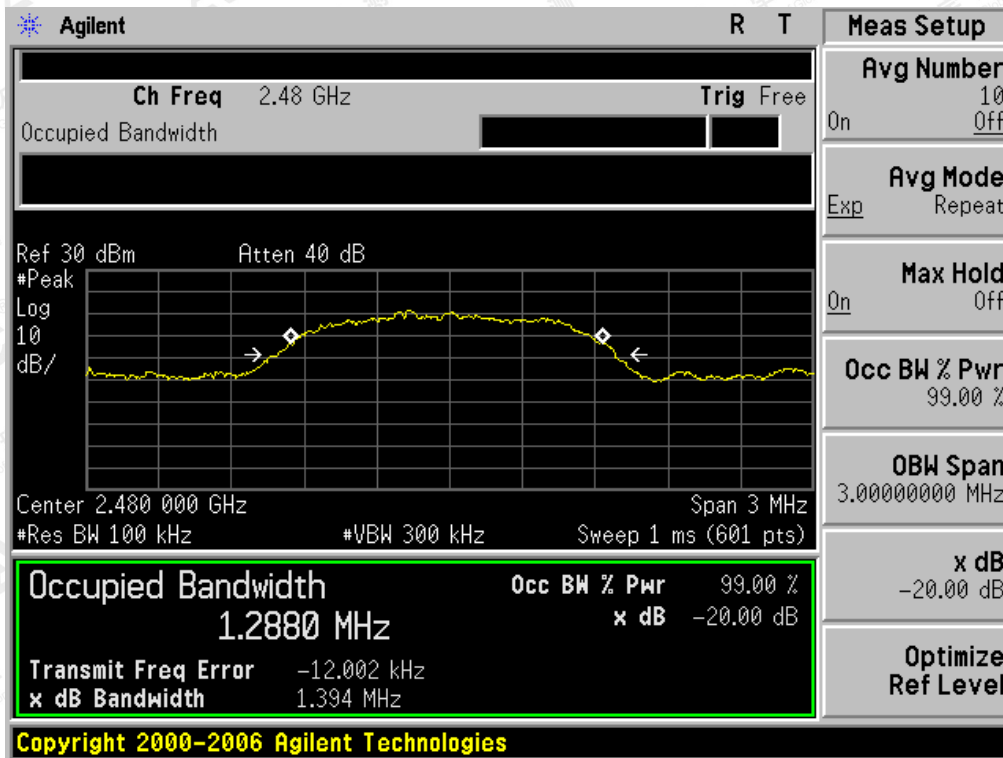 Agilent R T
Ch Freq 2.48 GHz Trig Free
Occupied Bandwidth
Ref 30 dBm Atten 40 dB
#Peak
Log
10
dB/
Center 2.480 000 GHz Span 3 MHz
#Res BW 100 kHz #VBW 300 kHz Sweep 1 ms (601 pts)
Occupied Bandwidth
1.2880 MHz
Occ BW % Pwr 99.00 %
x dB -20.00 dB
Transmit Freq Error -12.002 kHz
x dB Bandwidth 1.394 MHz
Copyright 2000-2006 Agilent Technologies
Meas Setup
Avg Number
10
On Off
Avg Mode
Exp Repeat
Max Hold
On Off
Occ BW % Pwr
99.00 %
OBW Span
3.00000000 MHz
x dB
-20.00 dB
Optimize
Ref Level